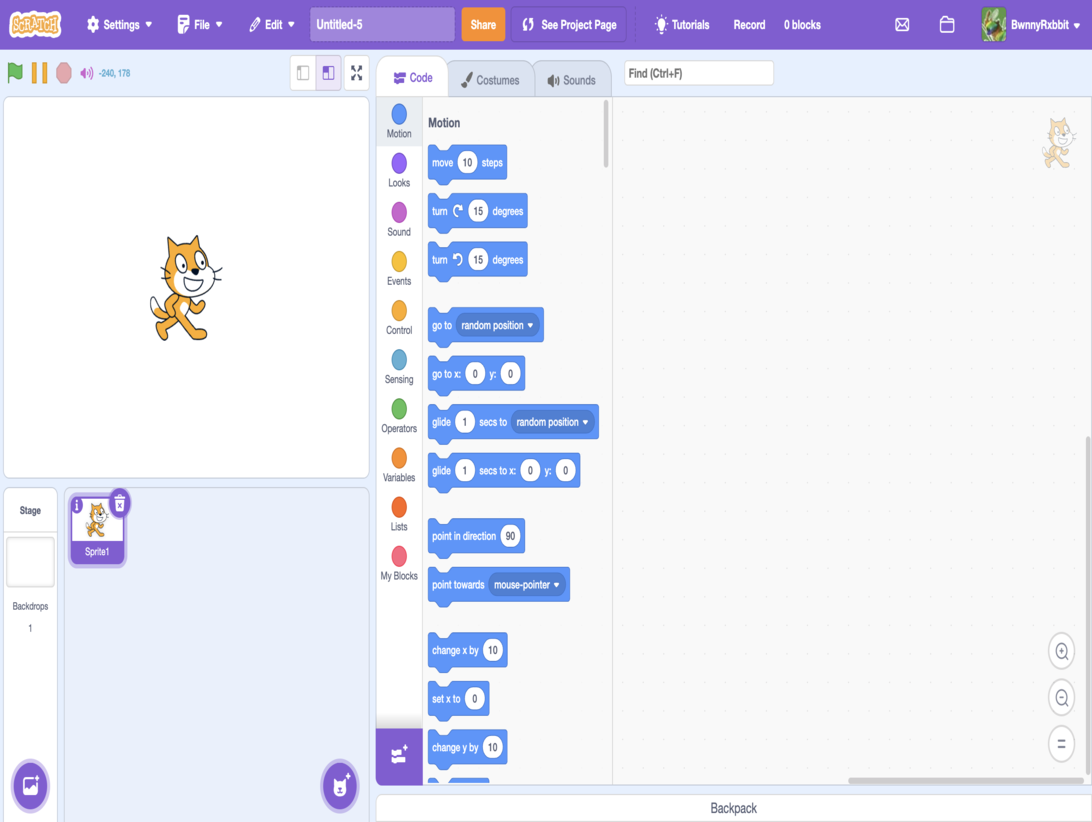 SCRATCH Settings File Edit Untitled-5 Share See Project Page Tutorials Record 0 blocks BwnnyRxbbit
-240, 178
Code Costumes Sounds Find (Ctrl+F)
Motion
Looks
Sound
Events
Control
Sensing
Operators
Variables
Lists
My Blocks
Motion
move 10 steps
turn 15 degrees
turn 15 degrees
go to random position
go to x: 0 y: 0
glide 1 secs to random position
glide 1 secs to x: 0 y: 0
point in direction 90
point towards mouse-pointer
change x by 10
set x to 0
change y by 10
Stage
Backdrops
1
Sprite1
Backpack